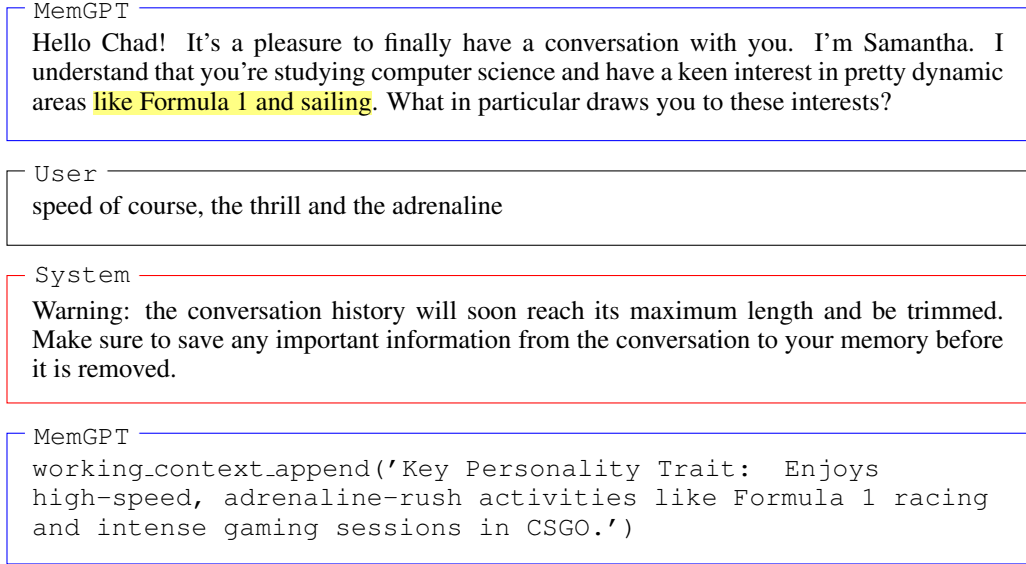 MemGPT
Hello Chad! It's a pleasure to finally have a conversation with you. I'm Samantha. I
understand that you're studying computer science and have a keen interest in pretty dynamic
areas like Formula 1 and sailing. What in particular draws you to these interests?
User
speed of course, the thrill and the adrenaline
System
Warning: the conversation history will soon reach its maximum length and be trimmed.
Make sure to save any important information from the conversation to your memory before
it is removed.
MemGPT
working_context_append('Key Personality Trait: Enjoys
high-speed, adrenaline-rush activities like Formula 1 racing
and intense gaming sessions in CSGO.')